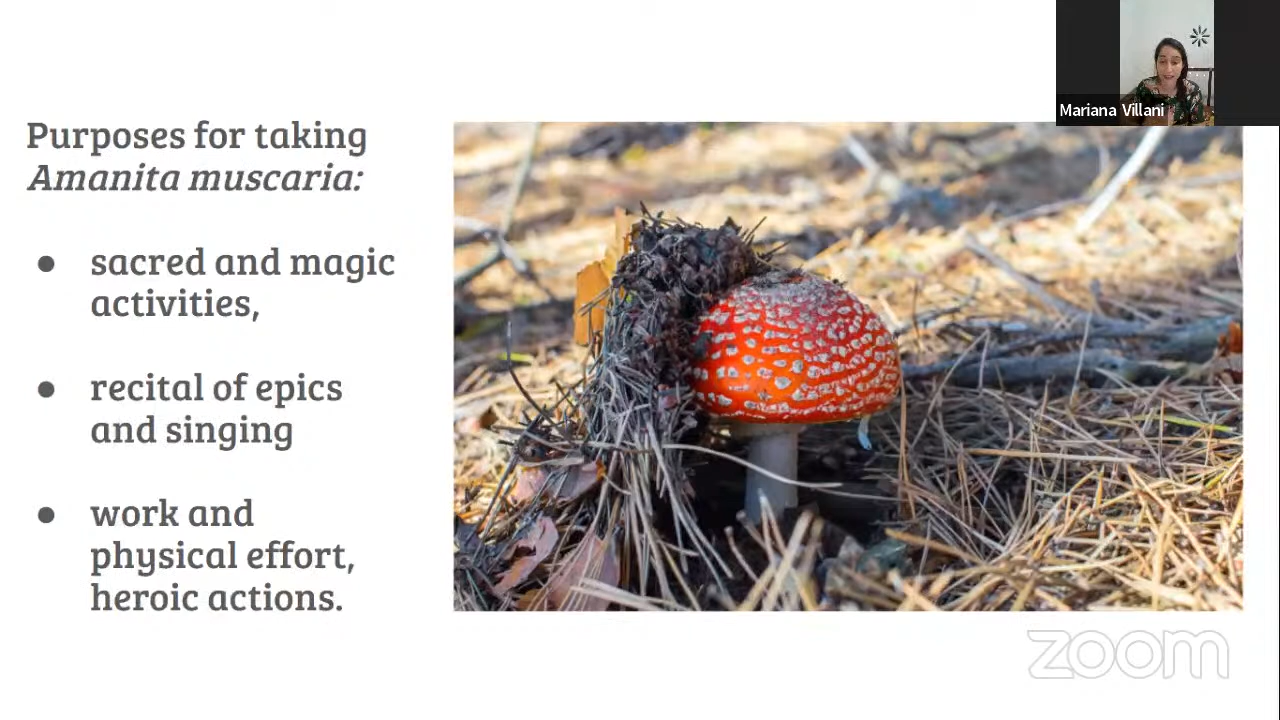 Mariana Villani
Purposes for taking
Amanita muscaria:
● sacred and magic
activities,
● recital of epics
and singing
● work and
physical effort,
heroic actions.
zoom